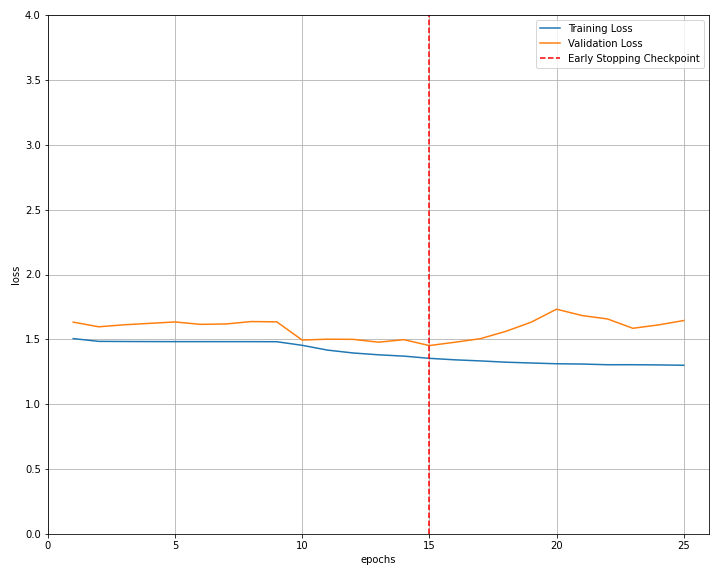 4.0
3.5
3.0
2.5
2.0
1.5
1.0
0.5
0.0
loss
0 5 10 15 20 25
epochs
Training Loss
Validation Loss
Early Stopping Checkpoint